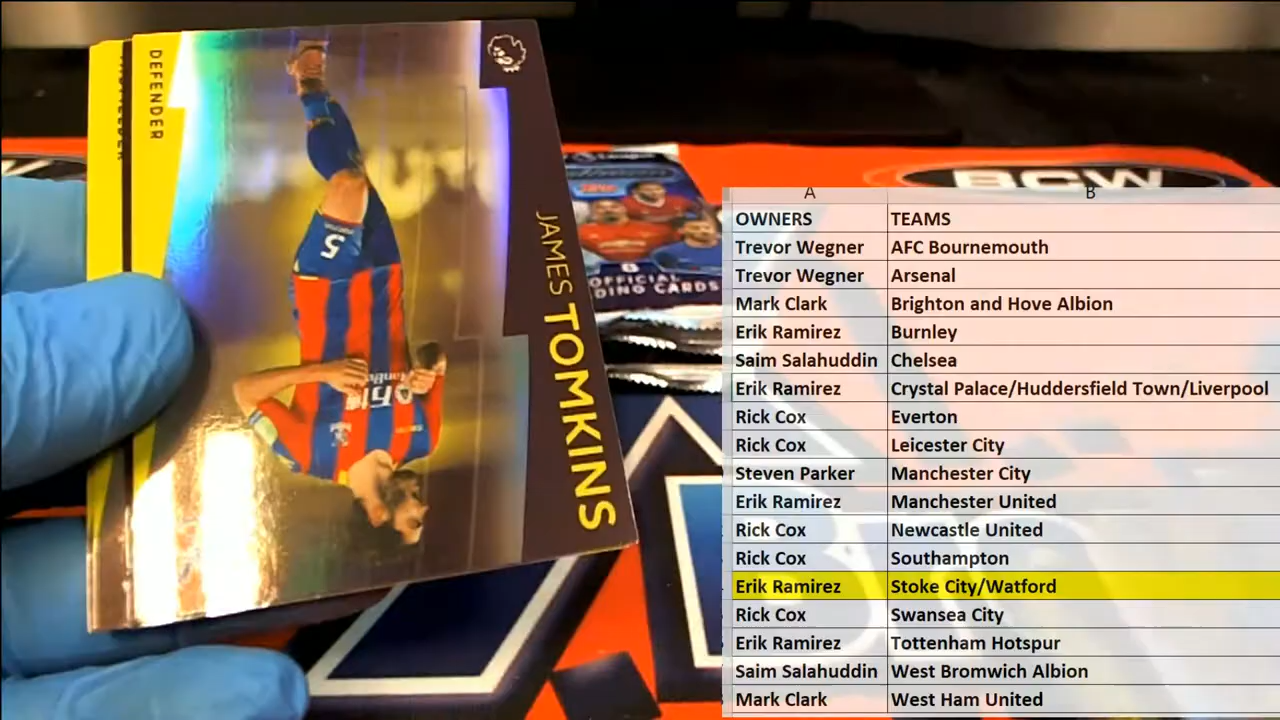 DEFENDER
JAMES TOMKINS
5
topps
6
OFFICIAL
DING CARDS
BCW
A B
OWNERS TEAMS
Trevor Wegner AFC Bournemouth
Trevor Wegner Arsenal
Mark Clark Brighton and Hove Albion
Erik Ramirez Burnley
Saim Salahuddin Chelsea
Erik Ramirez Crystal Palace/Huddersfield Town/Liverpool
Rick Cox Everton
Rick Cox Leicester City
Steven Parker Manchester City
Erik Ramirez Manchester United
Rick Cox Newcastle United
Rick Cox Southampton
Erik Ramirez Stoke City/Watford
Rick Cox Swansea City
Erik Ramirez Tottenham Hotspur
Saim Salahuddin West Bromwich Albion
Mark Clark West Ham United